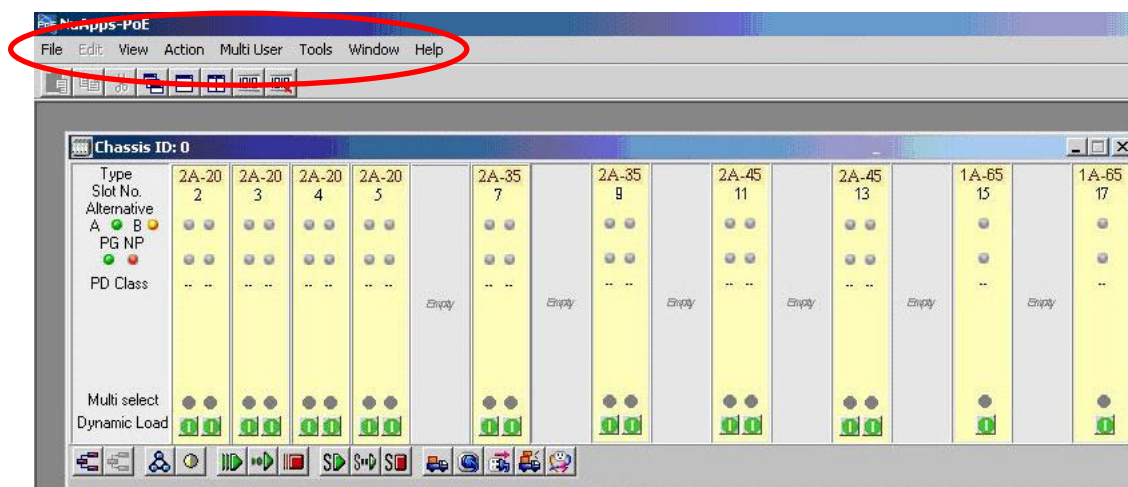 NuApps-PoE
File Edit View Action Multi User Tools Window Help
Chassis ID: 0
Type 2A-20 2A-20 2A-20 2A-20 2A-35 2A-35 2A-45 2A-45 1A-65 1A-65
Slot No. 2 3 4 5 7 9 11 13 15 17
Alternative
A B
PG NP
PD Class -- -- -- -- -- -- -- -- -- -- -- -- -- -- -- -- -- --
Empty Empty Empty Empty Empty Empty
Multi select
Dynamic Load